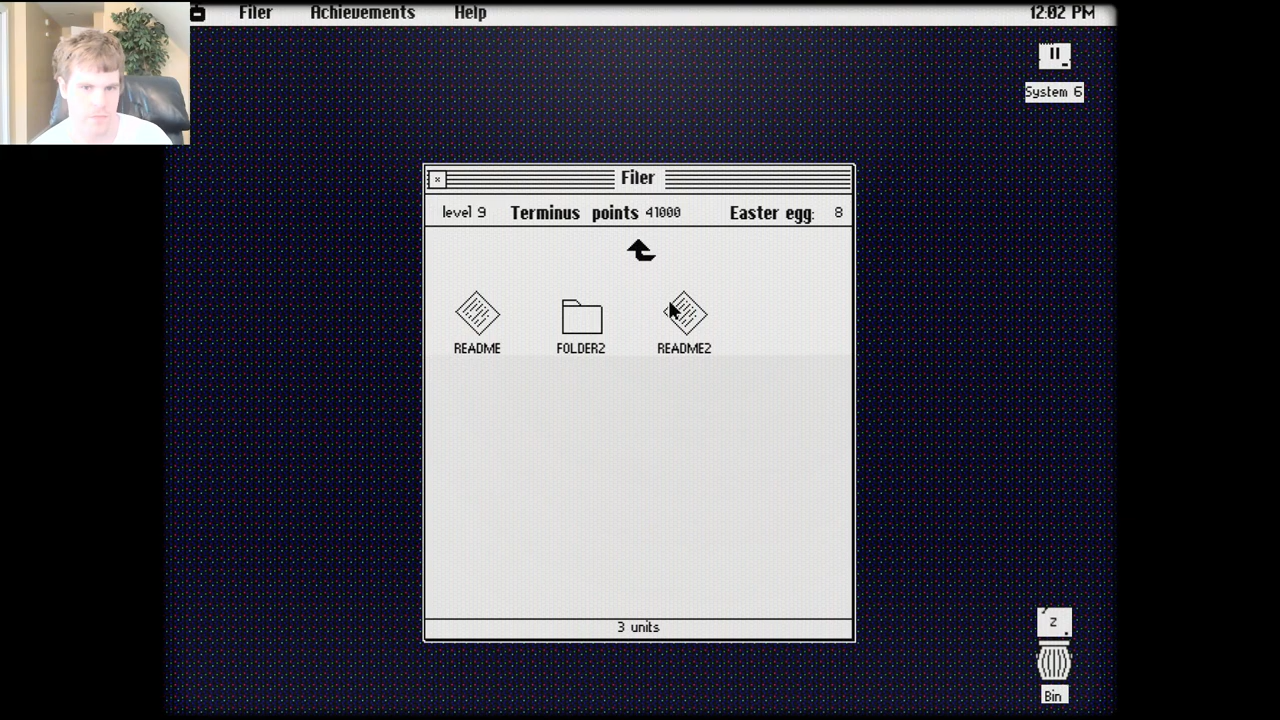 Filer Achievements Help 12:02 PM
System 6
Filer
level 9 Terminus points 41000 Easter egg: 8
README FOLDER2 README2
3 units
z
Bin